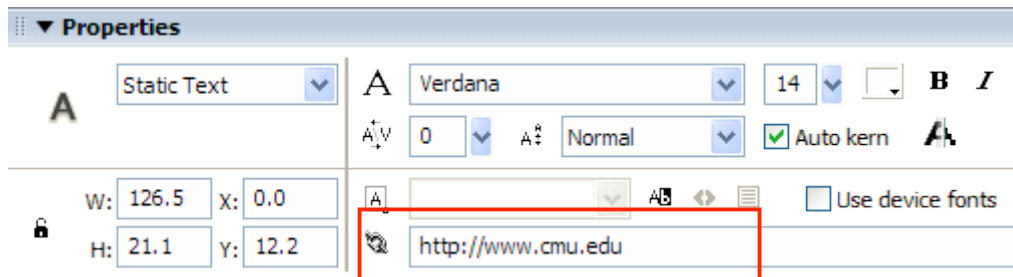 Properties
A Static Text A Verdana 14 B I
A V 0 A Normal Auto kern A
W: 126.5 X: 0.0 A AB Use device fonts
H: 21.1 Y: 12.2 http://www.cmu.edu